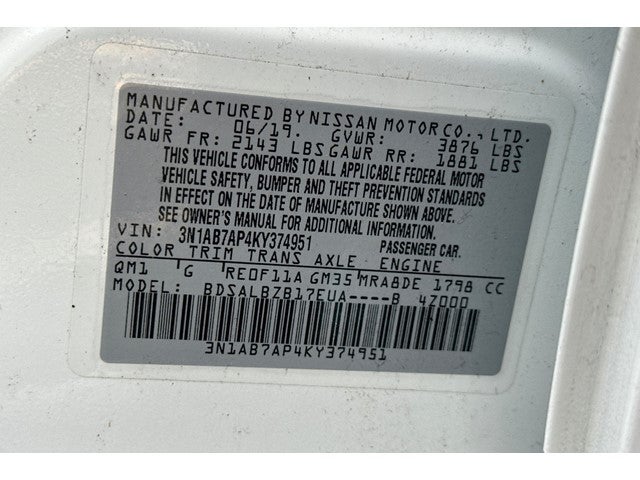 MANUFACTURED BY NISSAN MOTOR CO., LTD.
DATE: 06/19. GVWR: 3876 LBS
GAWR FR: 2143 LBS GAWR RR: 1881 LBS
THIS VEHICLE CONFORMS TO ALL APPLICABLE FEDERAL MOTOR
VEHICLE SAFETY, BUMPER AND THEFT PREVENTION STANDARDS
IN EFFECT ON THE DATE OF MANUFACTURE SHOWN ABOVE.
SEE OWNER'S MANUAL FOR ADDITIONAL INFORMATION.
VIN: 3N1AB7AP4KY374951 PASSENGER CAR.
COLOR TRIM TRANS AXLE ENGINE
QM1 G RE0F11A GM35 MRA8DE 1798 CC
MODEL: BDSALBZB17EUA----B 4Z000
3N1AB7AP4KY374951